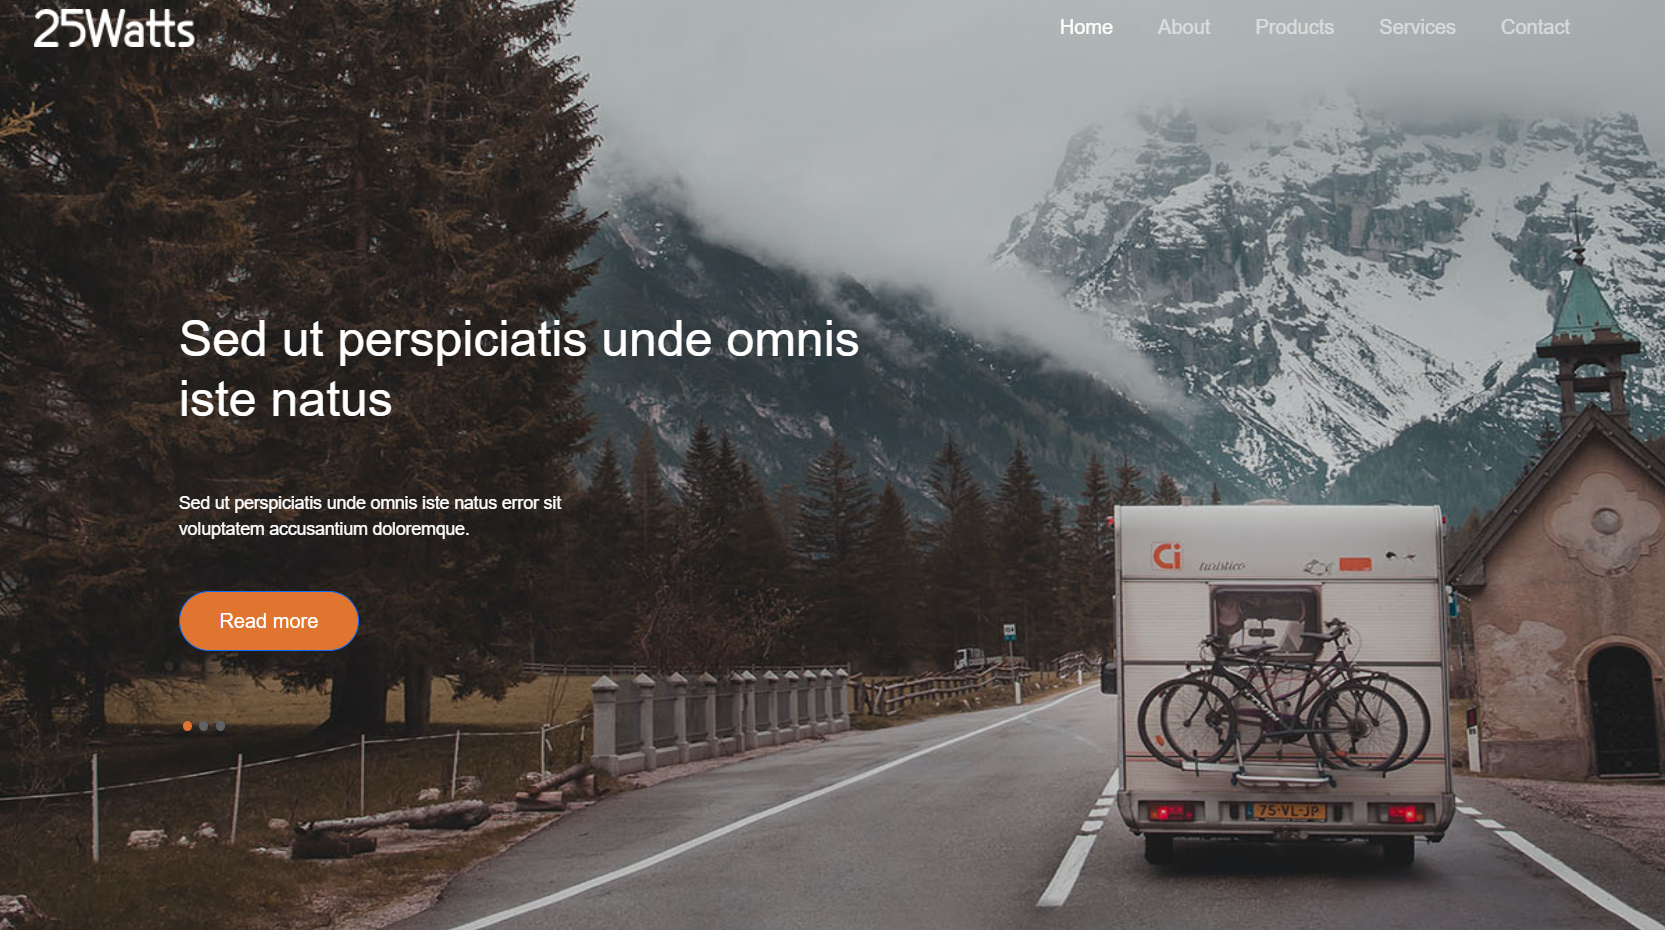 25Watts
Home About Products Services Contact
Sed ut perspiciatis unde omnis
iste natus
Sed ut perspiciatis unde omnis iste natus error sit
voluptatem accusantium doloremque.
Read more
Ci turistico
75-VL-JP